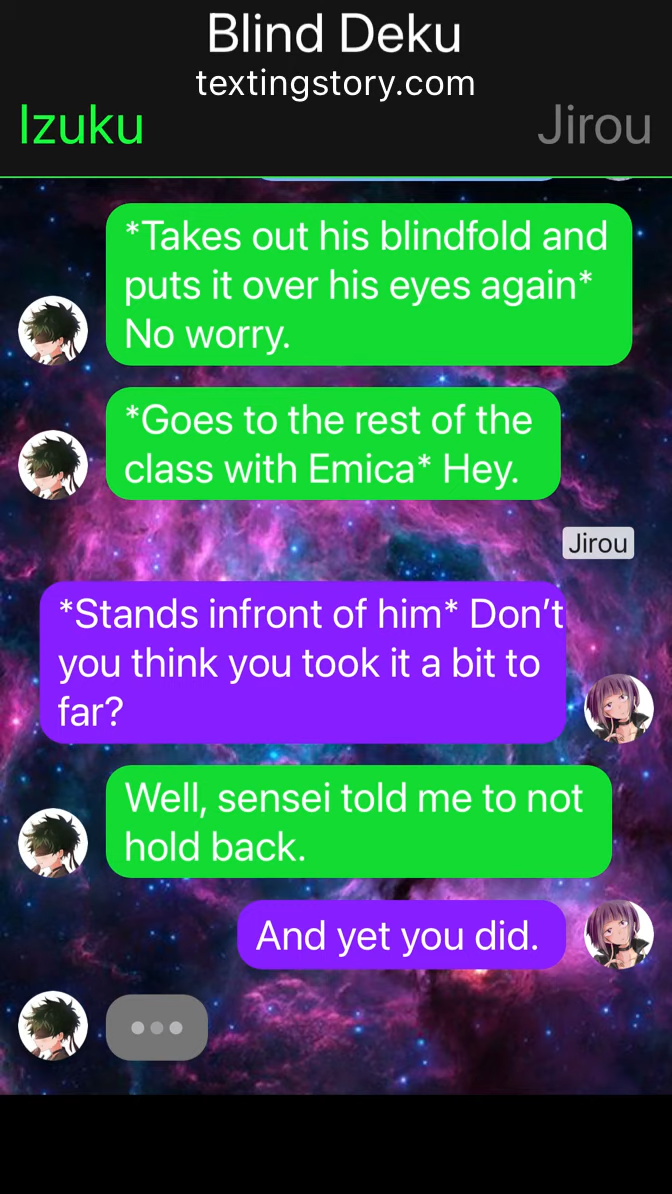 Blind Deku
textingstory.com
Izuku
Jirou
*Takes out his blindfold and
puts it over his eyes again*
No worry.
*Goes to the rest of the
class with Emica* Hey.
Jirou
*Stands infront of him* Don’t
you think you took it a bit to
far?
Well, sensei told me to not
hold back.
And yet you did.